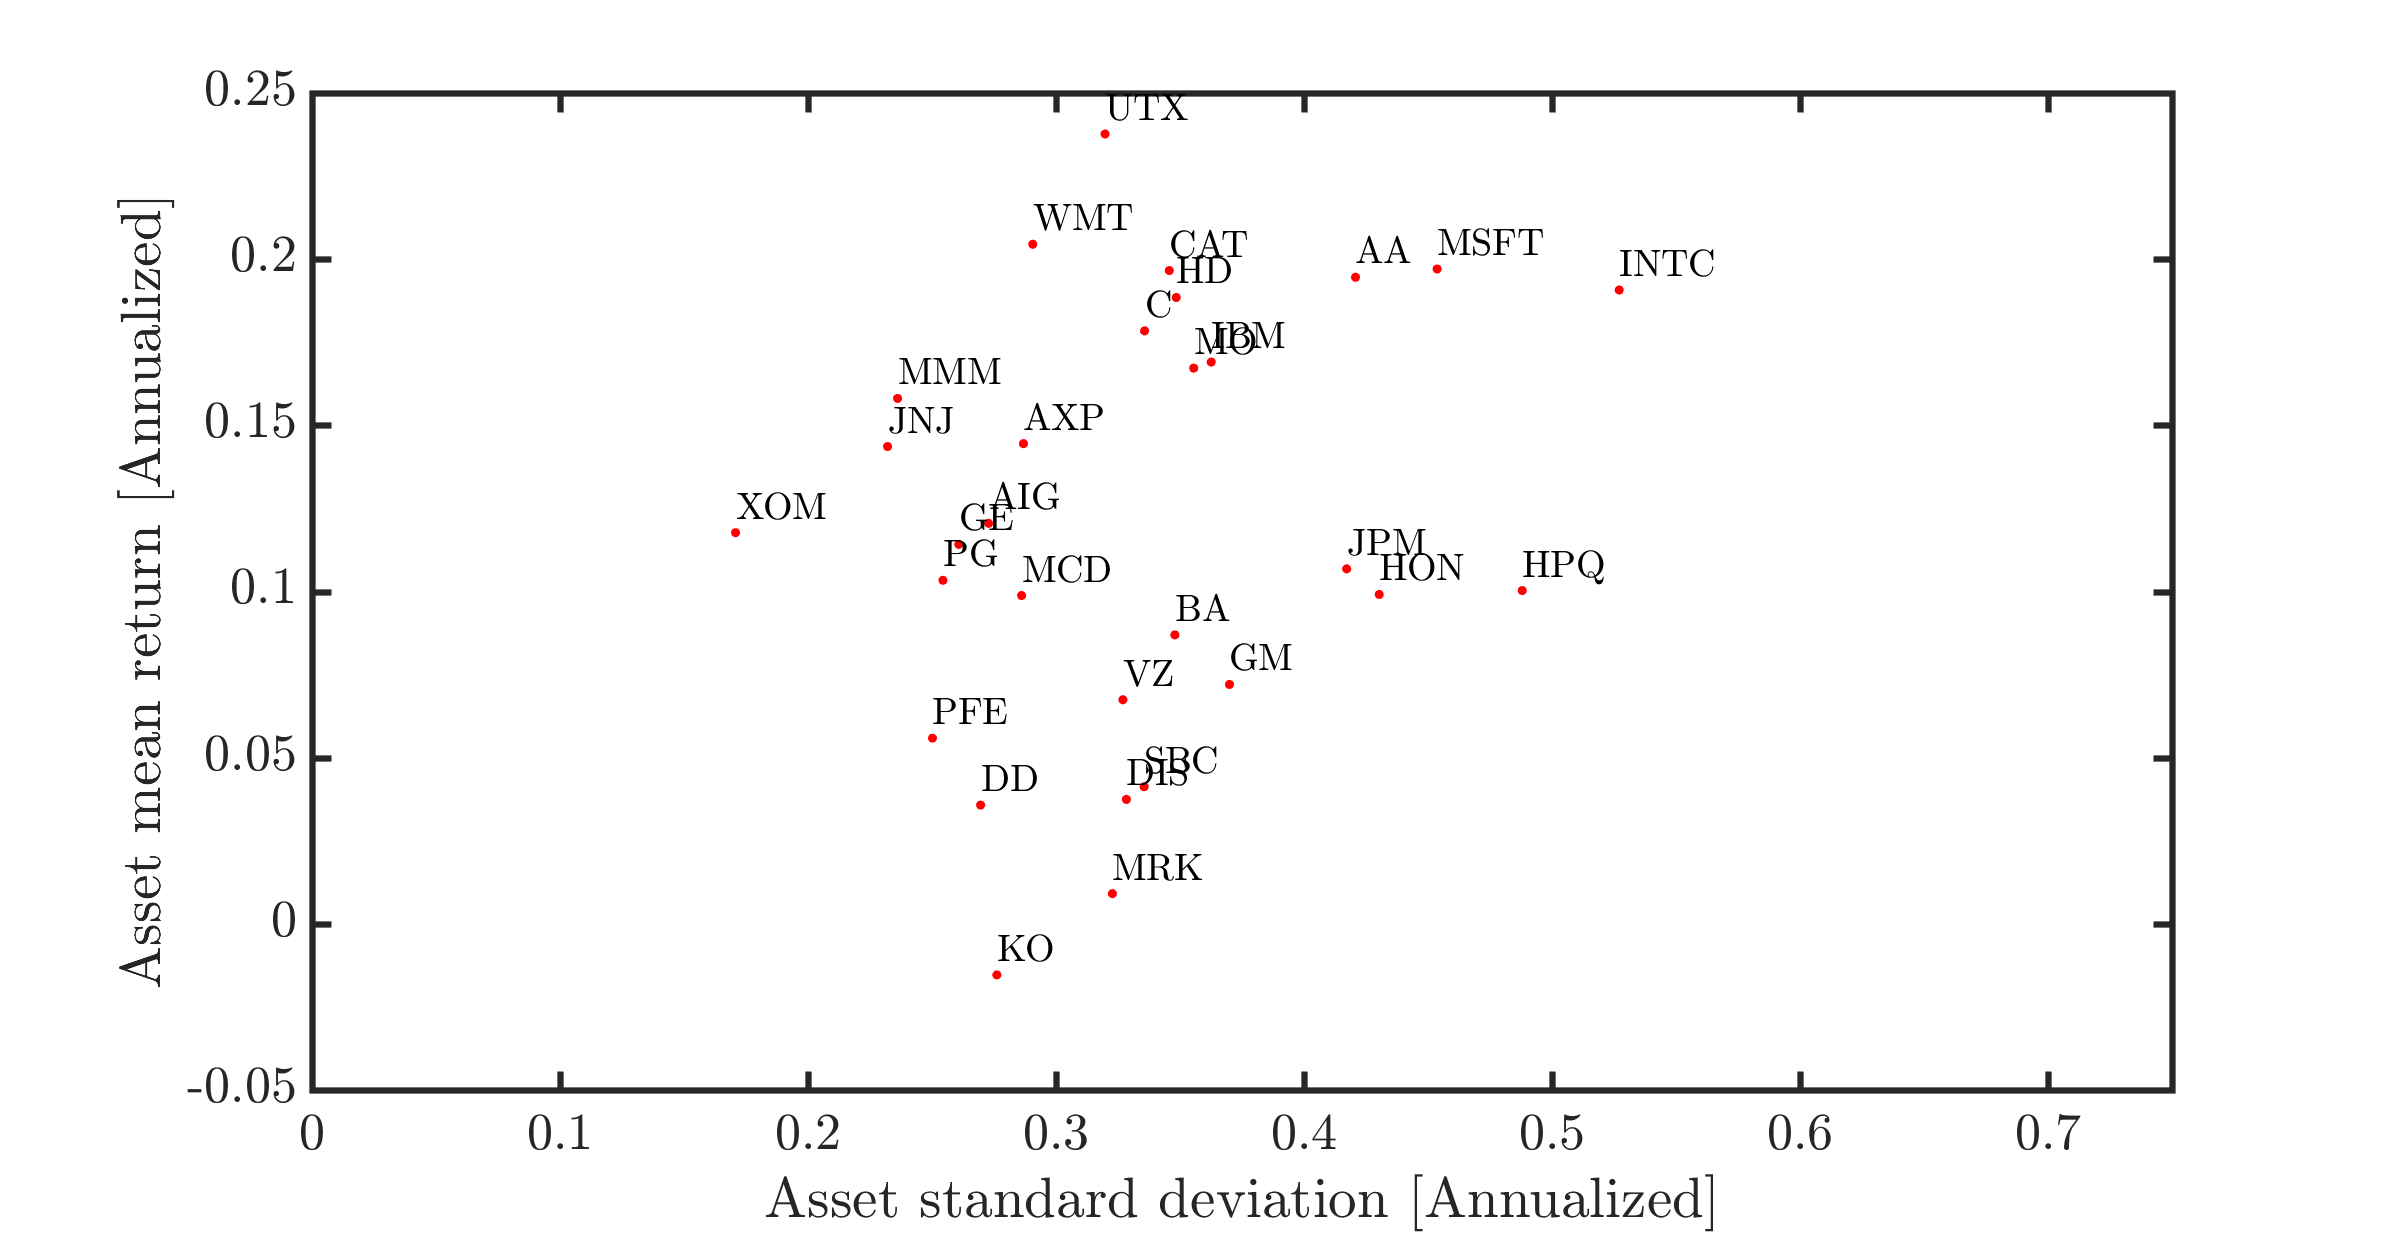 0.25
0.2
0.15
0.1
0.05
0
-0.05
Asset mean return [Annualized]
UTX
WMT
CAT
HD
C
AA
MSFT
INTC
MO
IBM
MMM
JNJ
AXP
XOM
AIG
GE
PG
MCD
JPM
HON
HPQ
BA
GM
VZ
PFE
SBC
DIS
DD
MRK
KO
0
0.1
0.2
0.3
0.4
0.5
0.6
0.7
Asset standard deviation [Annualized]